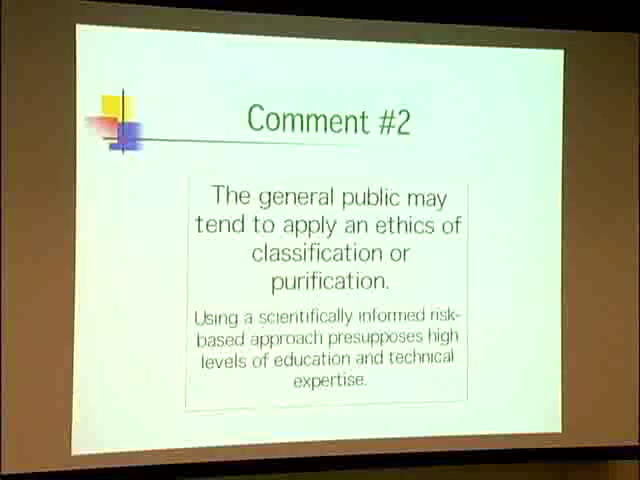 Comment #2
The general public may
tend to apply an ethics of
classification or
purification.
Using a scientifically informed risk-
based approach presupposes high
levels of education and technical
expertise.